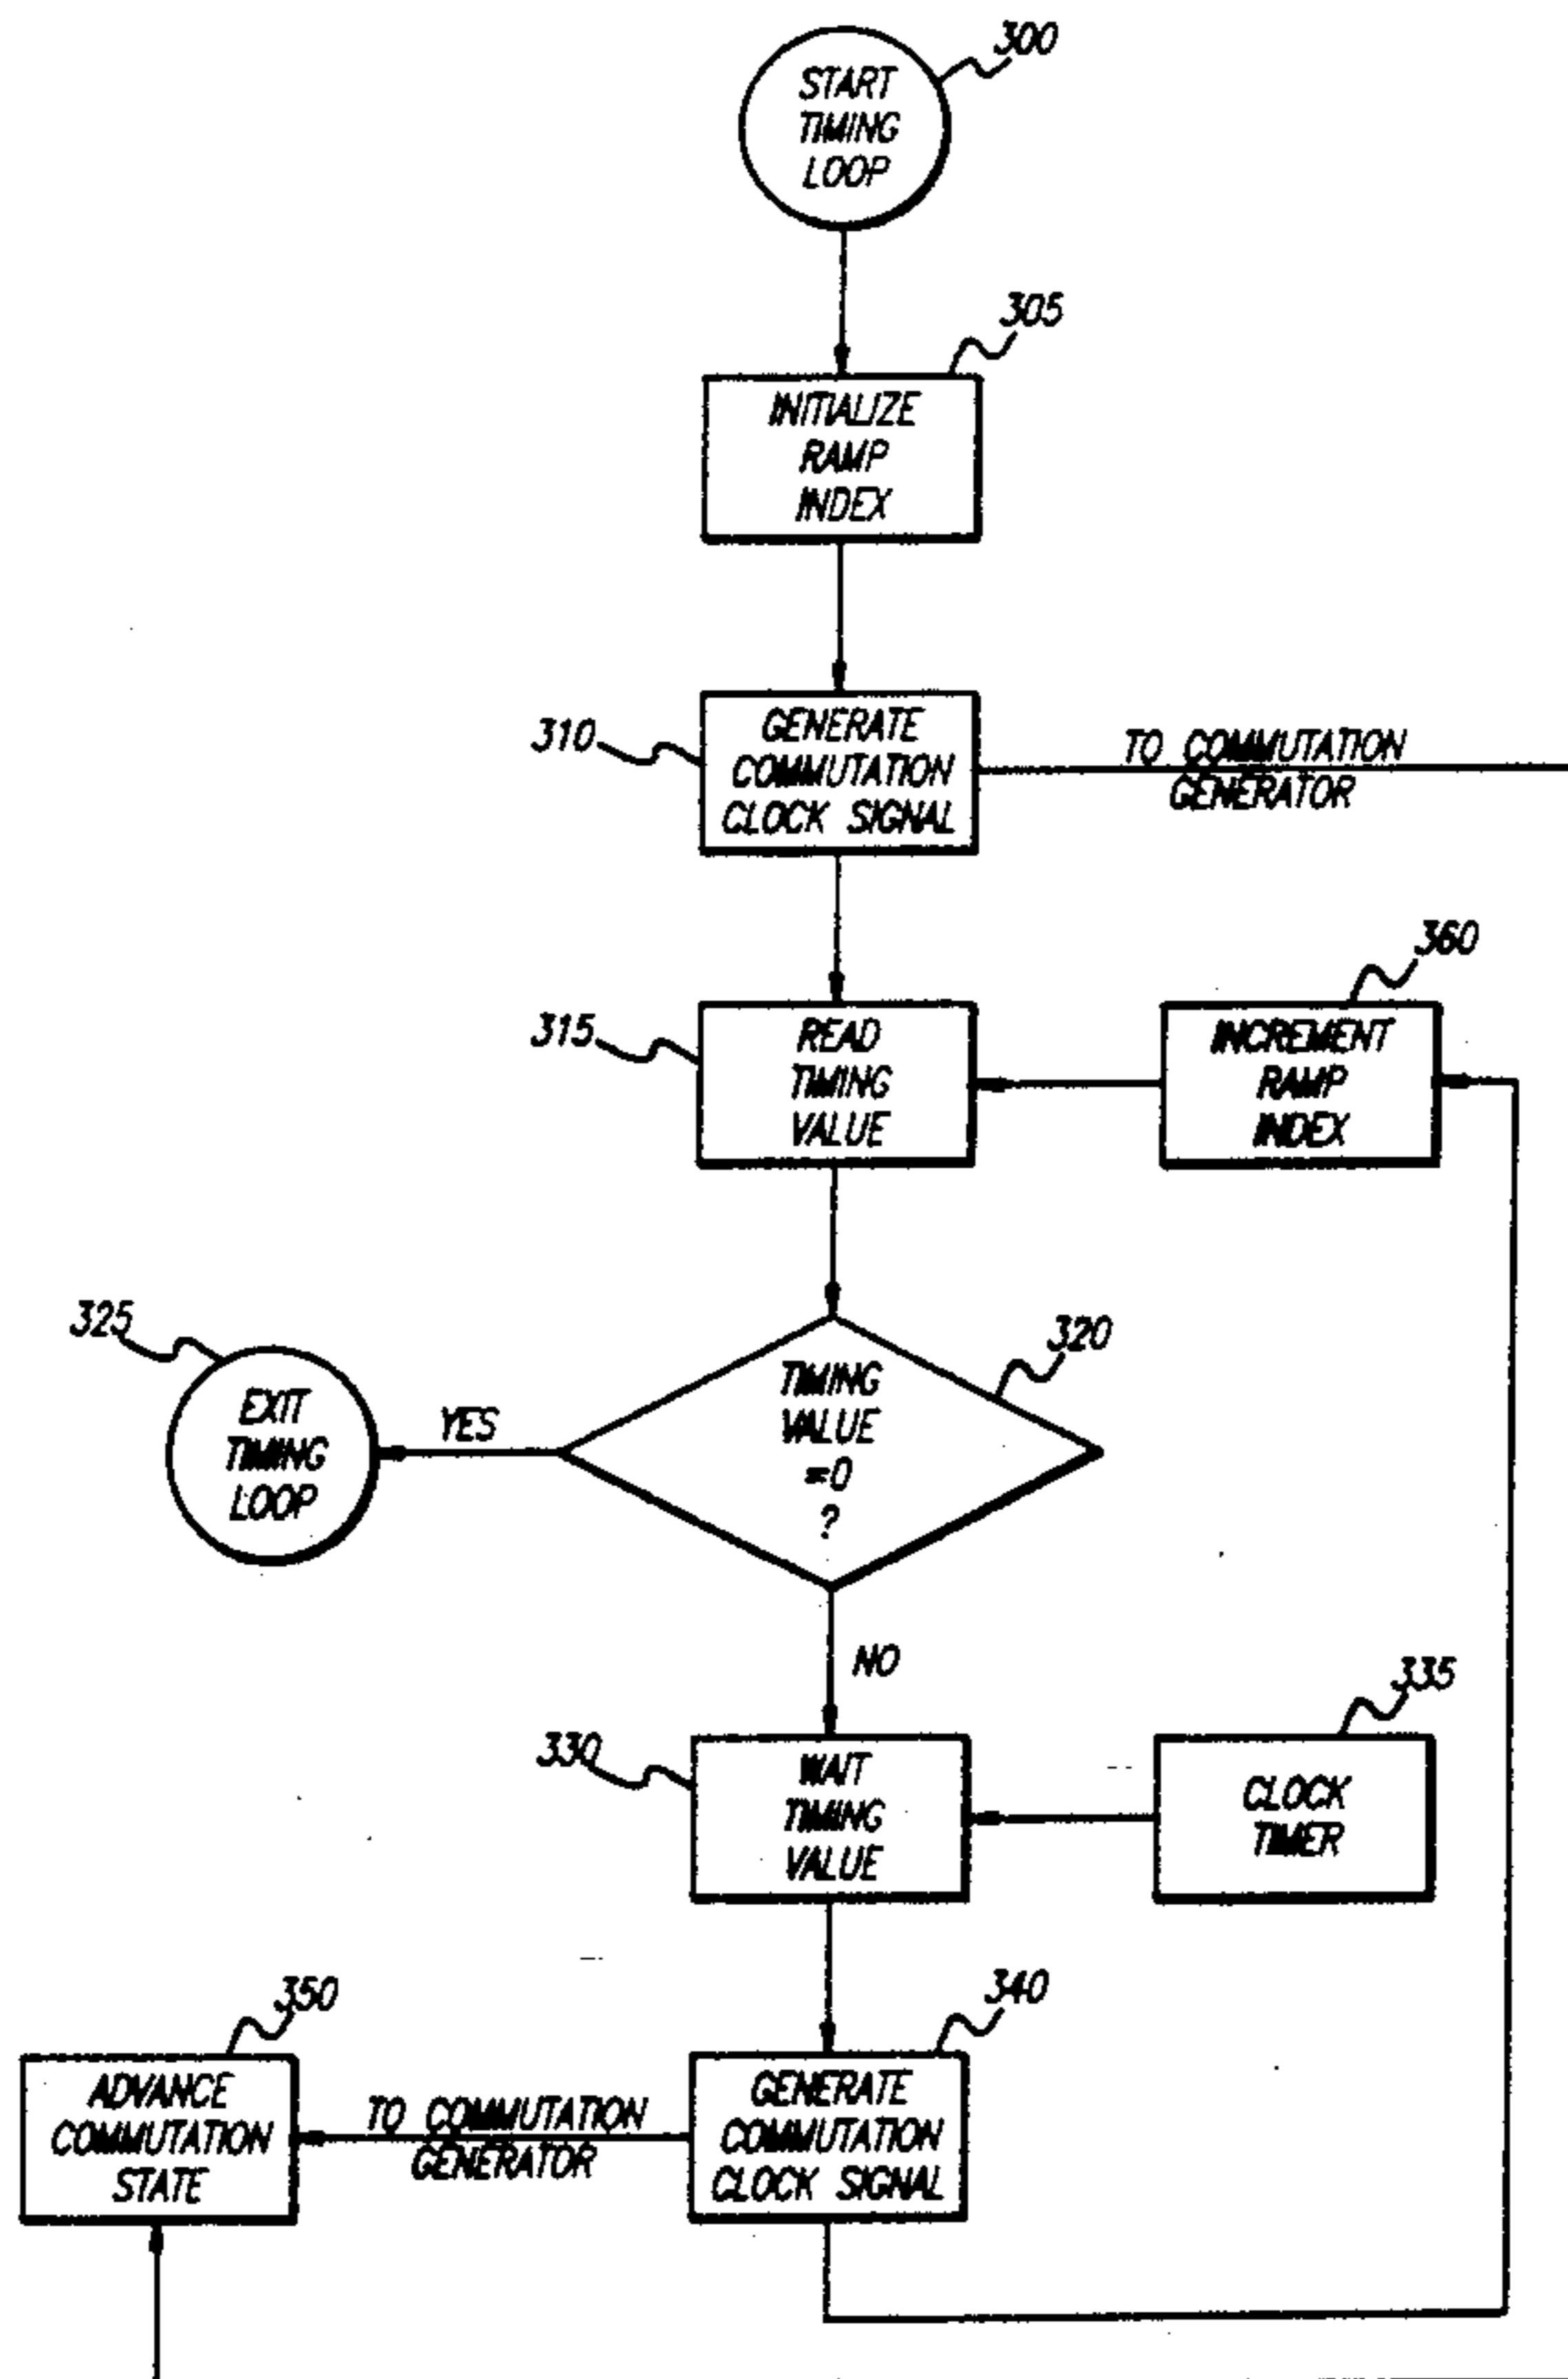 300
START
TIMING
LOOP
305
INITIALIZE
RAMP
INDEX
310
GENERATE
COMMUTATION
CLOCK SIGNAL
TO COMMUTATION
GENERATOR
315
READ
TIMING
VALUE
360
INCREMENT
RAMP
INDEX
325
EXIT
TIMING
LOOP
YES
320
TIMING
VALUE
=0
?
NO
330
WAIT
TIMING
VALUE
335
CLOCK
TIMER
350
ADVANCE
COMMUTATION
STATE
TO COMMUTATION
GENERATOR
340
GENERATE
COMMUTATION
CLOCK SIGNAL